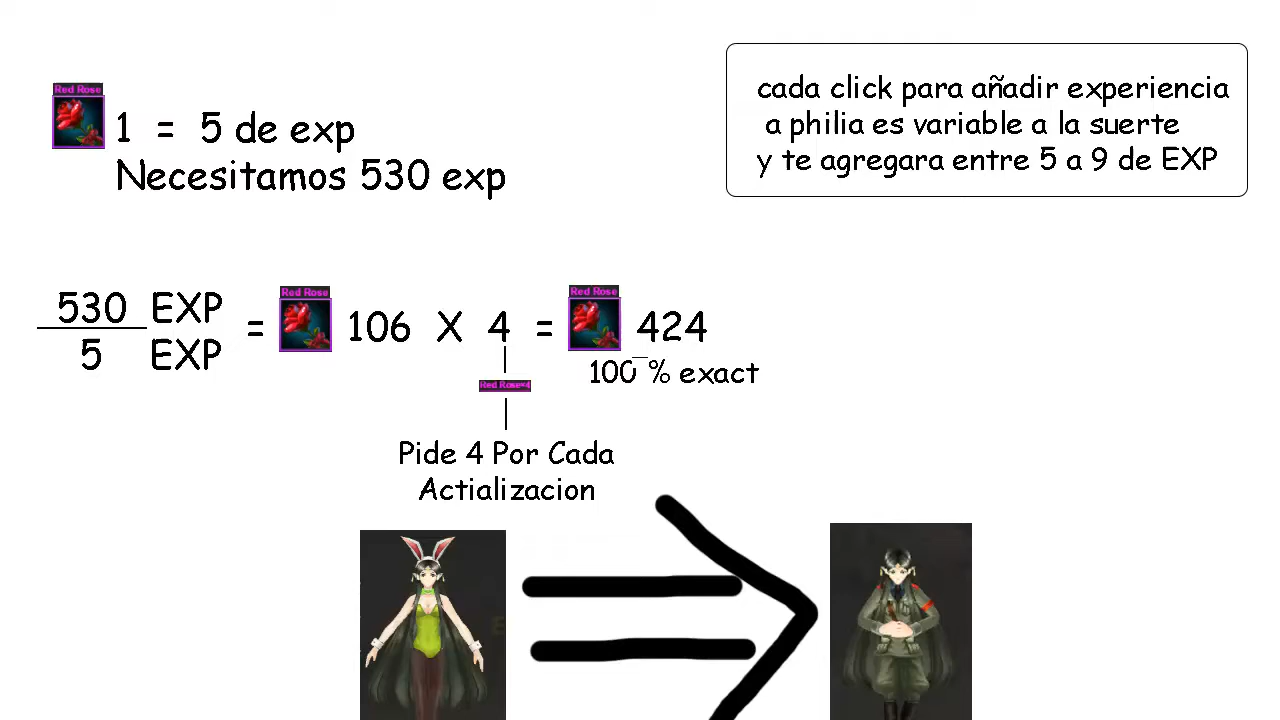 Red Rose
1 = 5 de exp
Necesitamos 530 exp
cada click para añadir experiencia
a philia es variable a la suerte
y te agregara entre 5 a 9 de EXP
530 EXP
5 EXP
=
Red Rose
106 X 4 =
Red Rose
424
100 % exact
Red Rose=4
Pide 4 Por Cada
Actializacion